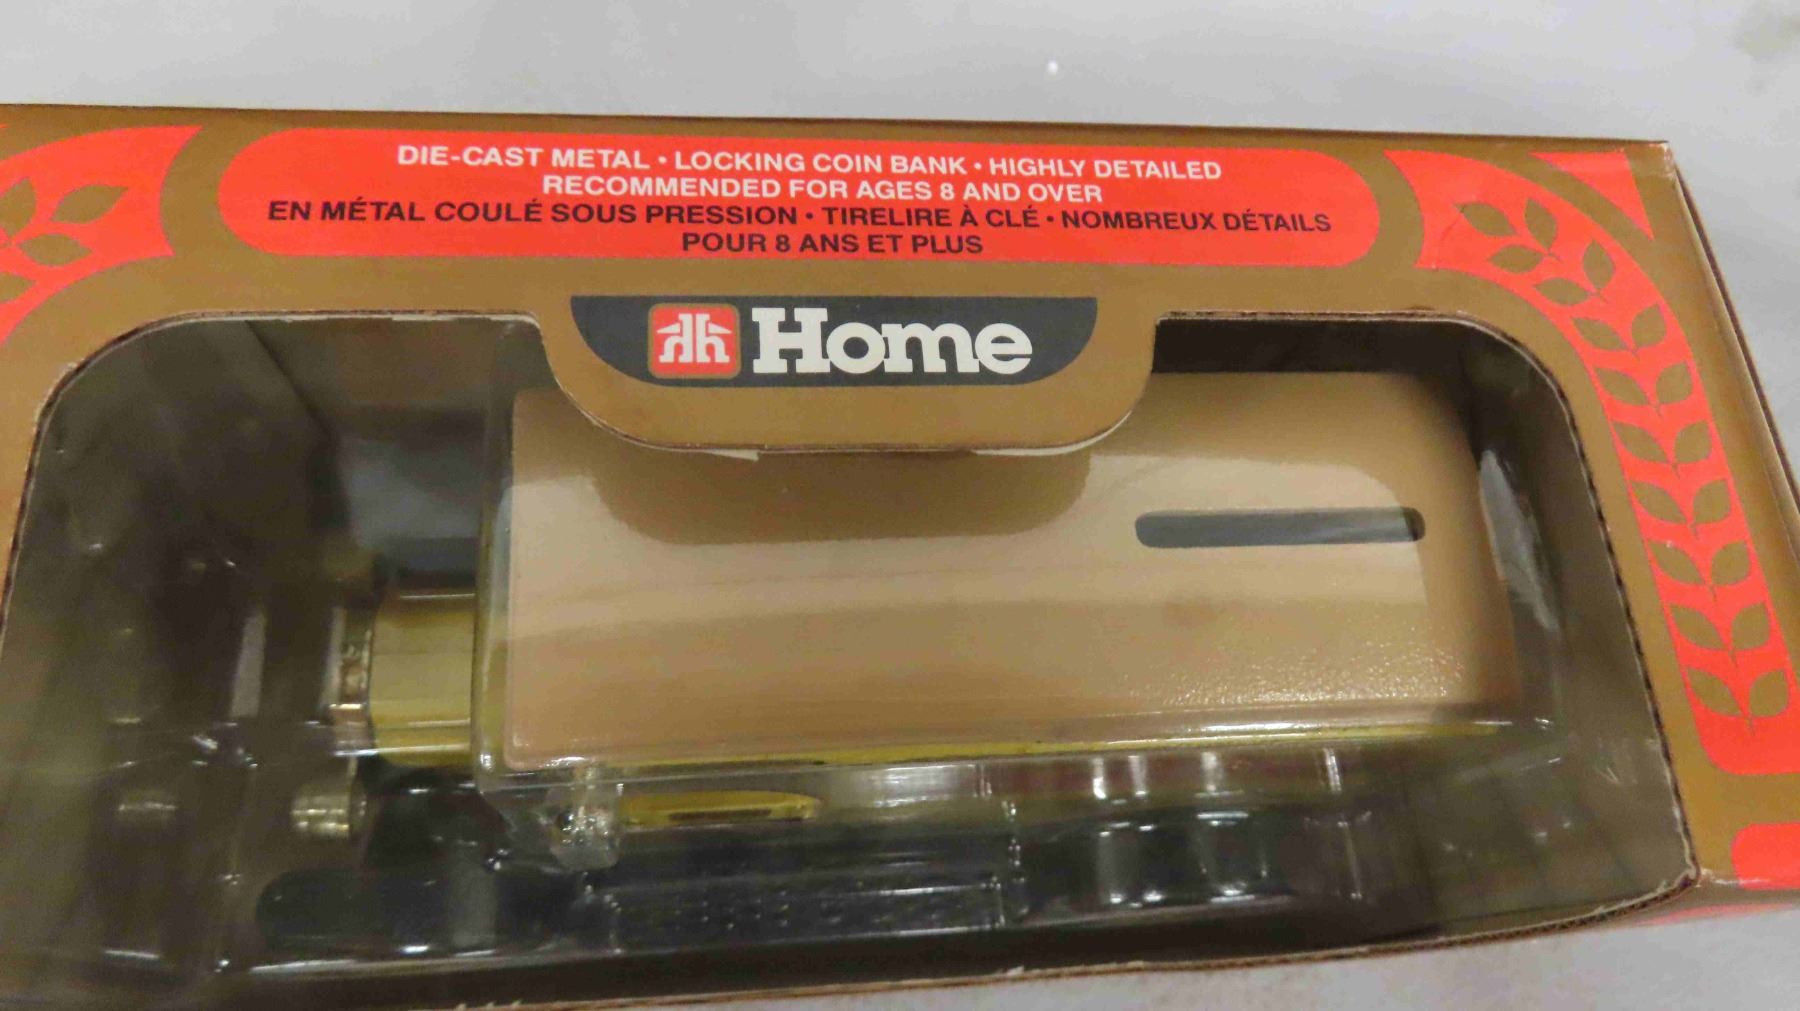 DIE-CAST METAL • LOCKING COIN BANK • HIGHLY DETAILED
RECOMMENDED FOR AGES 8 AND OVER
EN MÉTAL COULÉ SOUS PRESSION • TIRELIRE À CLÉ • NOMBREUX DÉTAILS
POUR 8 ANS ET PLUS
Home